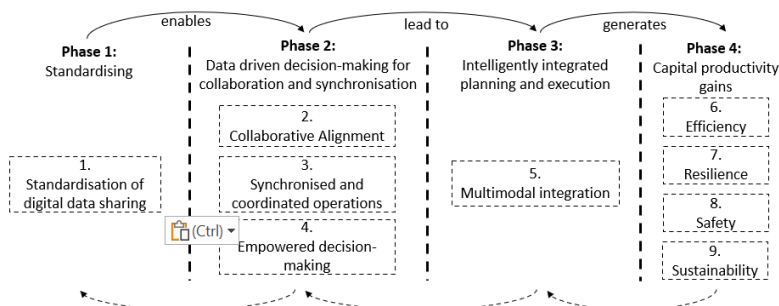 enables
lead to
generates
Phase 1:
Standardising
Phase 2:
Data driven decision-making for
collaboration and synchronisation
Phase 3:
Intelligently integrated
planning and execution
Phase 4:
Capital productivity
gains
1.
Standardisation of
digital data sharing
2.
Collaborative Alignment
3.
Synchronised and
coordinated operations
4.
Empowered decision-
making
5.
Multimodal integration
6.
Efficiency
7.
Resilience
8.
Safety
9.
Sustainability
(Ctrl)